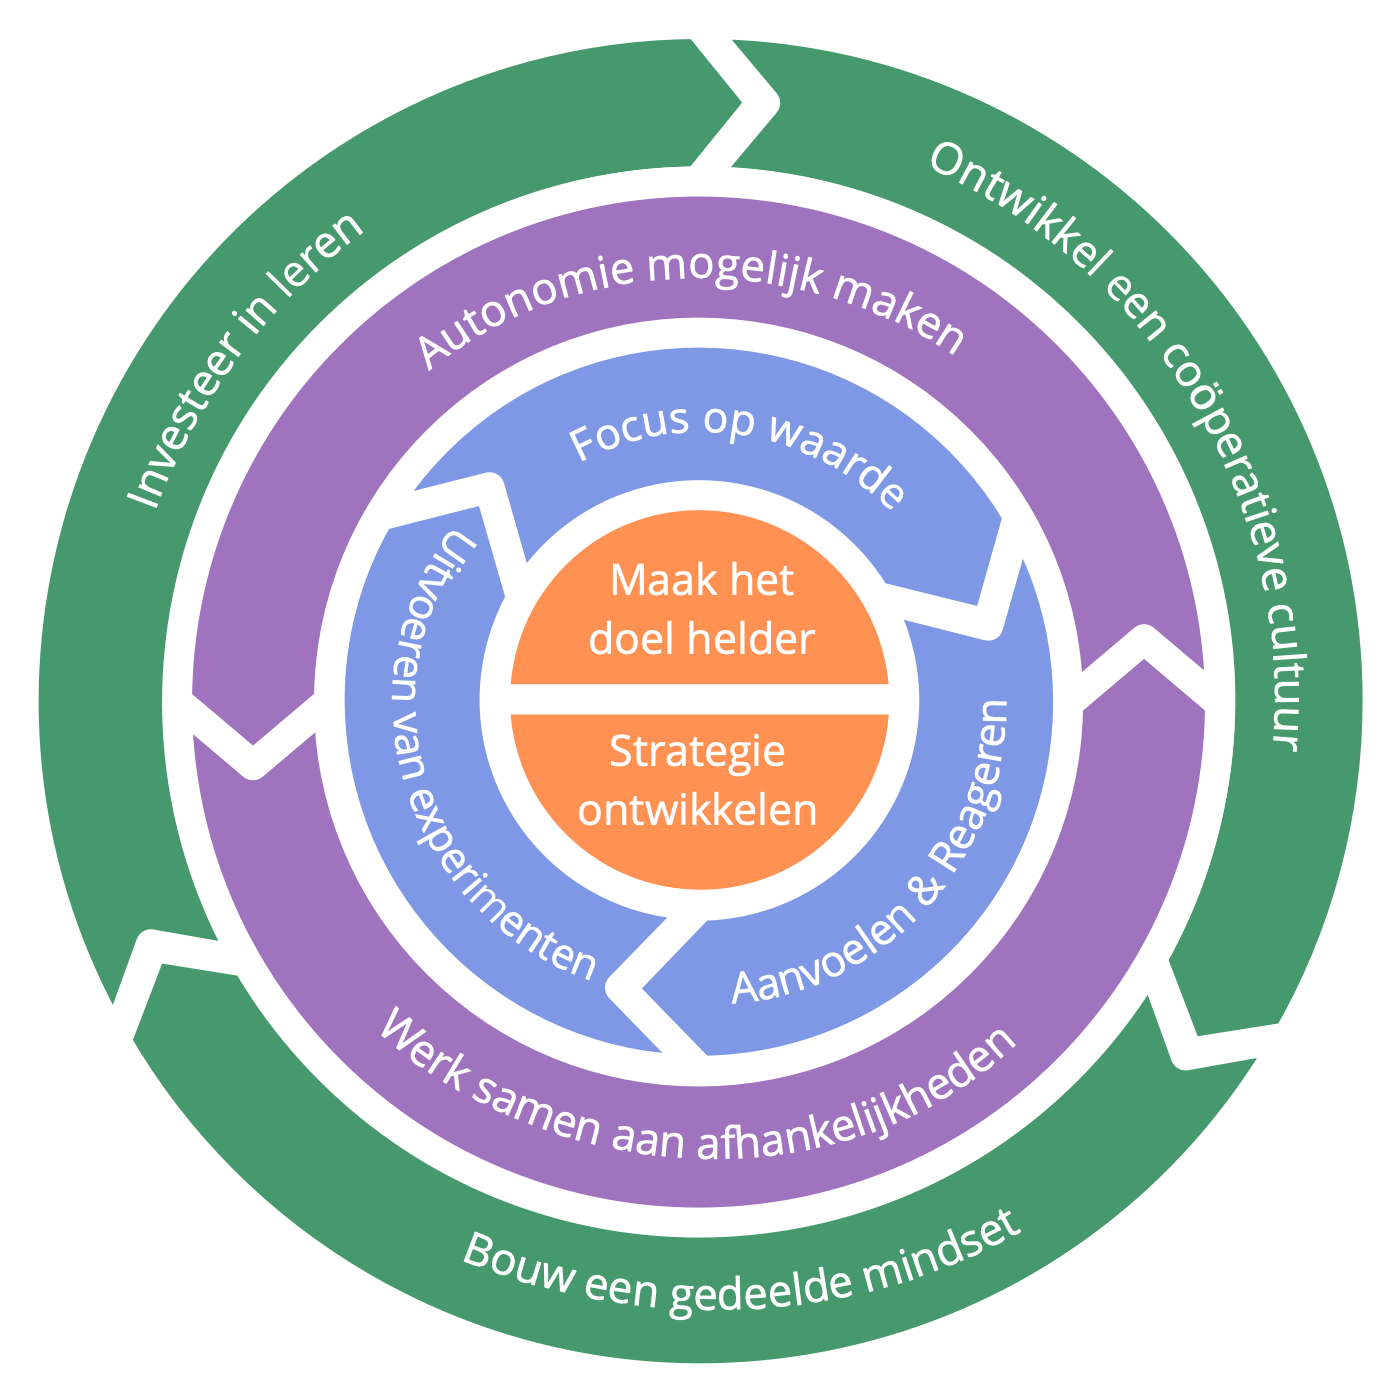 Investeer in leren
Ontwikkel een coöperatieve cultuur
Bouw een gedeelde mindset
Autonomie mogelijk maken
Werk samen aan afhankelijkheden
Focus op waarde
Aanvoelen & Reageren
Uitvoeren van experimenten
Maak het
doel helder
Strategie
ontwikkelen